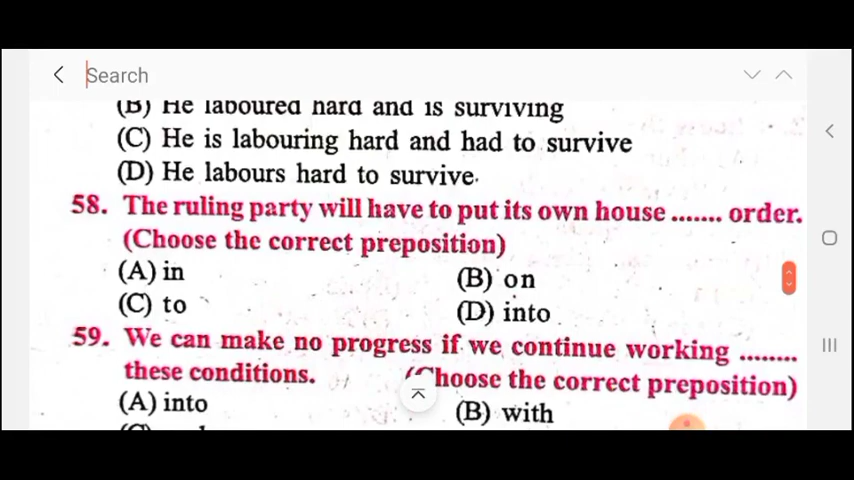 Search
(B) He laboured hard and is surviving
(C) He is labouring hard and had to survive
(D) He labours hard to survive.
58. The ruling party will have to put its own house ....... order.
(Choose the correct preposition)
(A) in (B) on
(C) to (D) into
59. We can make no progress if we continue working ........
these conditions. (Choose the correct preposition)
(A) into (B) with